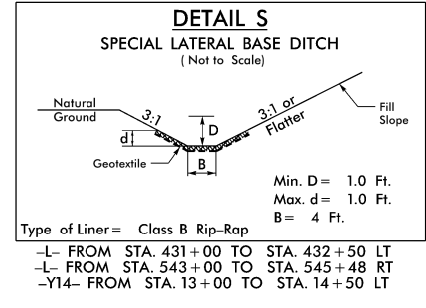 DETAIL S
SPECIAL LATERAL BASE DITCH
( Not to Scale)
Natural
Ground
3:1
D
3:1 or
Flatter
Fill
Slope
d
Geotextile
B
Min. D = 1.0 Ft.
Max. d = 1.0 Ft.
B = 4 Ft.
Type of Liner = Class B Rip-Rap
-L- FROM STA. 431+00 TO STA. 432+50 LT
-L- FROM STA. 543+00 TO STA. 545+48 RT
-Y14- FROM STA. 13+00 TO STA. 14+50 LT